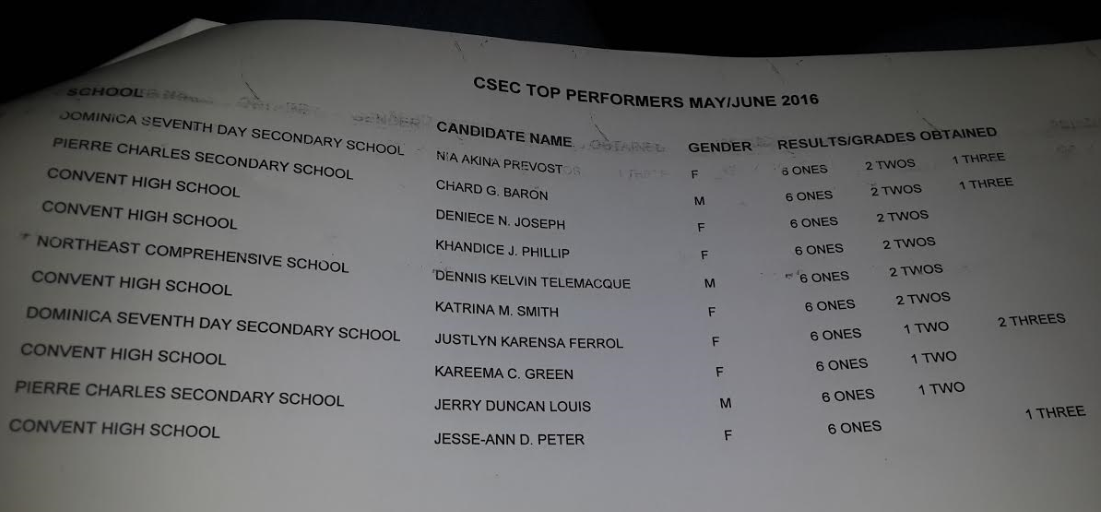 CSEC TOP PERFORMERS MAY/JUNE 2016
SCHOOL CANDIDATE NAME GENDER RESULTS/GRADES OBTAINED
DOMINICA SEVENTH DAY SECONDARY SCHOOL NIA AKINA PREVOST F 6 ONES 2 TWOS 1 THREE
PIERRE CHARLES SECONDARY SCHOOL CHARD G. BARON M 6 ONES 2 TWOS 1 THREE
CONVENT HIGH SCHOOL DENIECE N. JOSEPH F 6 ONES 2 TWOS
CONVENT HIGH SCHOOL KHANDICE J. PHILLIP F 6 ONES 2 TWOS
NORTHEAST COMPREHENSIVE SCHOOL DENNIS KELVIN TELEMACQUE M 6 ONES 2 TWOS
CONVENT HIGH SCHOOL KATRINA M. SMITH F 6 ONES 2 TWOS
DOMINICA SEVENTH DAY SECONDARY SCHOOL JUSTLYN KARENSA FERROL F 6 ONES 1 TWO 2 THREES
CONVENT HIGH SCHOOL KAREEMA C. GREEN F 6 ONES 1 TWO
PIERRE CHARLES SECONDARY SCHOOL JERRY DUNCAN LOUIS M 6 ONES 1 TWO
CONVENT HIGH SCHOOL JESSE-ANN D. PETER F 6 ONES 1 THREE